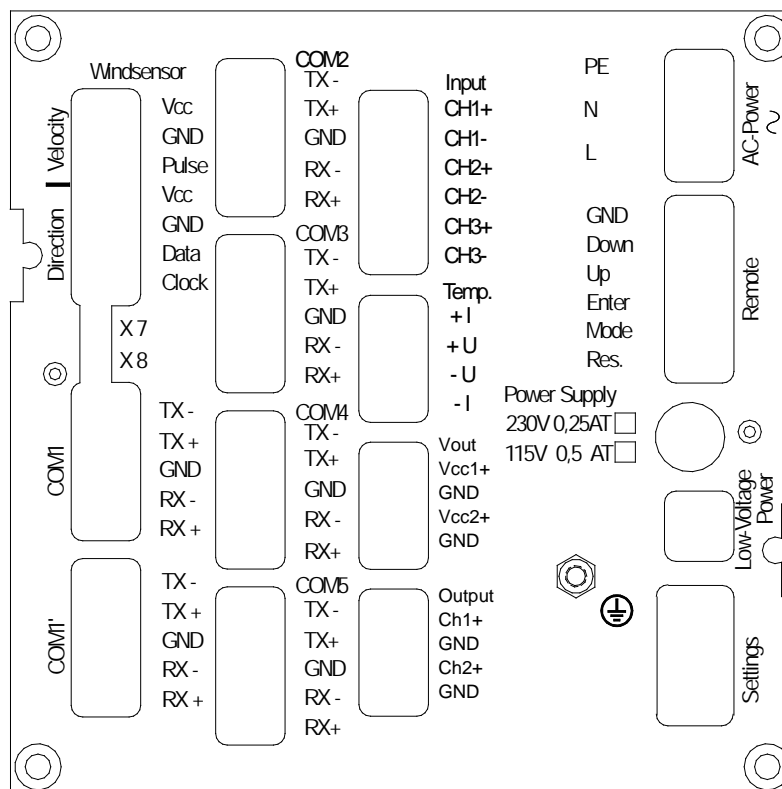 Windsensor
Velocity
Direction
Vcc
GND
Pulse
Vcc
GND
Data
Clock
X7
X8
COM1
TX -
TX +
GND
RX -
RX +
COM1'
TX -
TX +
GND
RX -
RX +
COM2
TX -
TX+
GND
RX -
RX+
COM3
TX -
TX+
GND
RX -
RX+
COM4
TX -
TX+
GND
RX -
RX+
COM5
TX -
TX+
GND
RX -
RX+
Input
CH1+
CH1-
CH2+
CH2-
CH3+
CH3-
Temp.
+ I
+ U
- U
- I
Vout
Vcc1+
GND
Vcc2+
GND
Output
Ch1+
GND
Ch2+
GND
PE
N
L
AC-Power
GND
Down
Up
Enter
Mode
Res.
Remote
Power Supply
230V 0,25AT
115V 0,5 AT
Low-Voltage
Power
Settings